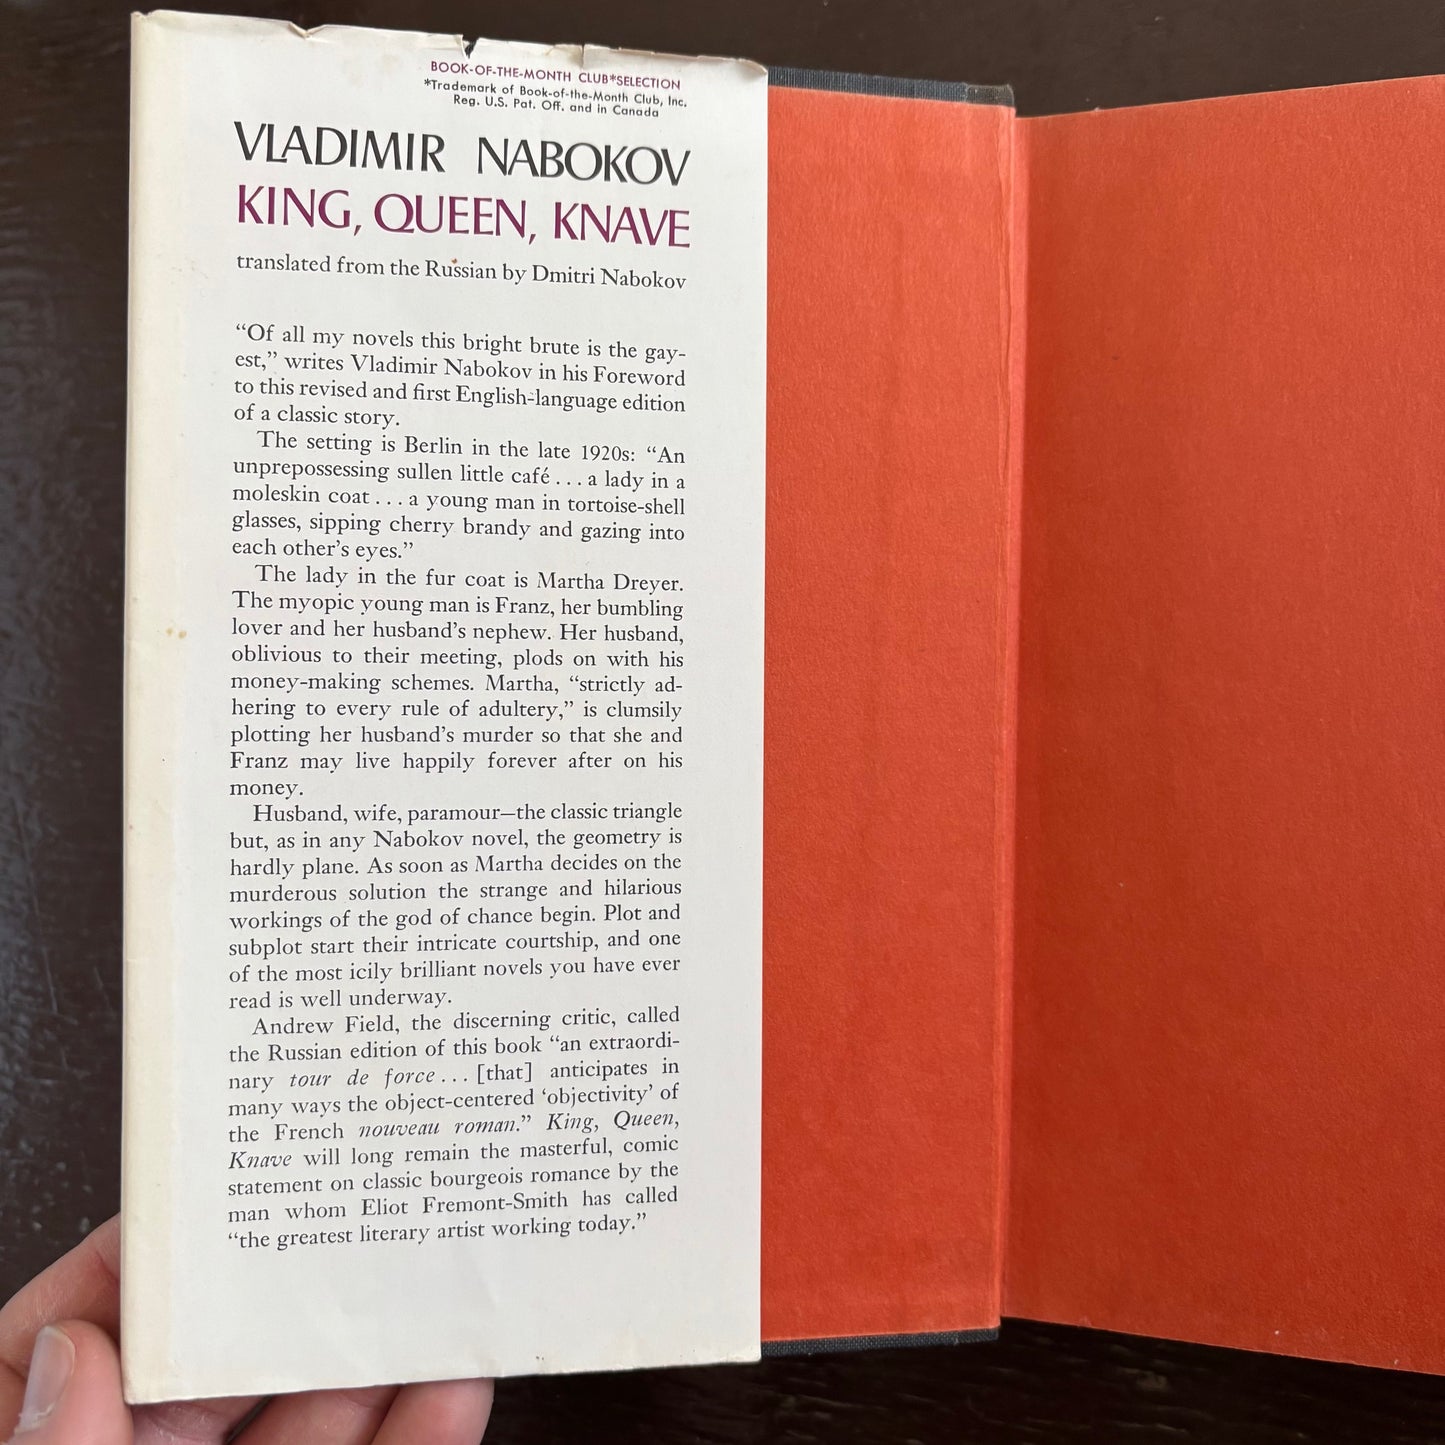 BOOK-OF-THE-MONTH CLUB*SELECTION
*Trademark of Book-of-the-Month Club, Inc.
Reg. U.S. Pat. Off. and in Canada
VLADIMIR NABOKOV
KING, QUEEN, KNAVE
translated from the Russian by Dmitri Nabokov
“Of all my novels this bright brute is the gay-
est,” writes Vladimir Nabokov in his Foreword
to this revised and first English-language edition
of a classic story.
The setting is Berlin in the late 1920s: “An
unprepossessing sullen little café . . . a lady in a
moleskin coat . . . a young man in tortoise-shell
glasses, sipping cherry brandy and gazing into
each other’s eyes.”
The lady in the fur coat is Martha Dreyer.
The myopic young man is Franz, her bumbling
lover and her husband’s nephew. Her husband,
oblivious to their meeting, plods on with his
money-making schemes. Martha, “strictly ad-
hering to every rule of adultery,” is clumsily
plotting her husband’s murder so that she and
Franz may live happily forever after on his
money.
Husband, wife, paramour—the classic triangle
but, as in any Nabokov novel, the geometry is
hardly plane. As soon as Martha decides on the
murderous solution the strange and hilarious
workings of the god of chance begin. Plot and
subplot start their intricate courtship, and one
of the most icily brilliant novels you have ever
read is well underway.
Andrew Field, the discerning critic, called
the Russian edition of this book “an extraordi-
nary tour de force . . . [that] anticipates in
many ways the object-centered ‘objectivity’ of
the French nouveau roman.” King, Queen,
Knave will long remain the masterful, comic
statement on classic bourgeois romance by the
man whom Eliot Fremont-Smith has called
“the greatest literary artist working today.”